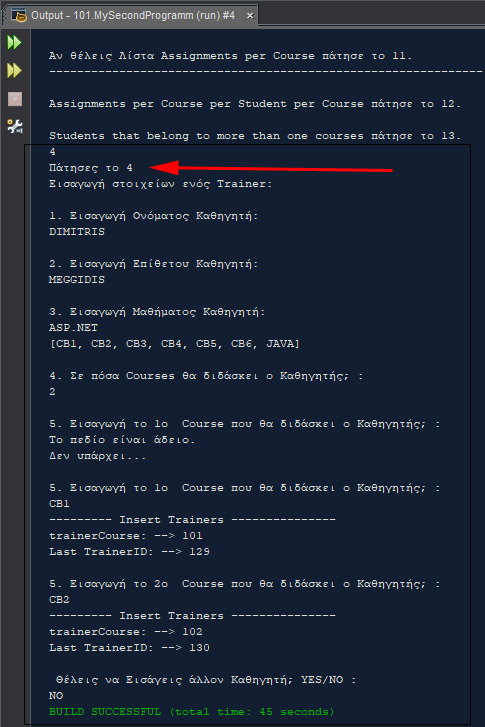 Output - 101.MySecondProgramm (run) #4
Αν θέλεις Λίστα Assignments per Course πάτησε το 11.
-------------------------------------------------------
Assignments per Course per Student per Course πάτησε το 12.
Students that belong to more than one courses πάτησε το 13.
4
Πάτησες το 4
Εισαγωγή στοιχείων ενός Trainer:
1. Εισαγωγή Ονόματος Καθηγητή:
DIMITRIS
2. Εισαγωγή Επίθετου Καθηγητή:
MEGGIDIS
3. Εισαγωγή Μαθήματος Καθηγητή:
ASP.NET
[CB1, CB2, CB3, CB4, CB5, CB6, JAVA]
4. Σε πόσα Courses θα διδάσκει ο Καθηγητής; :
2
5. Εισαγωγή το 1ο  Course που θα διδάσκει ο Καθηγητής; :
Το πεδίο είναι άδειο.
Δεν υπάρχει...
5. Εισαγωγή το 1ο  Course που θα διδάσκει ο Καθηγητής; :
CB1
--------- Insert Trainers ---------------
trainerCourse: --> 101
Last TrainerID: --> 129
5. Εισαγωγή το 2ο  Course που θα διδάσκει ο Καθηγητής; :
CB2
--------- Insert Trainers ---------------
trainerCourse: --> 102
Last TrainerID: --> 130
Θέλεις να Εισάγεις άλλον Καθηγητή; YES/NO :
NO
BUILD SUCCESSFUL (total time: 45 seconds)